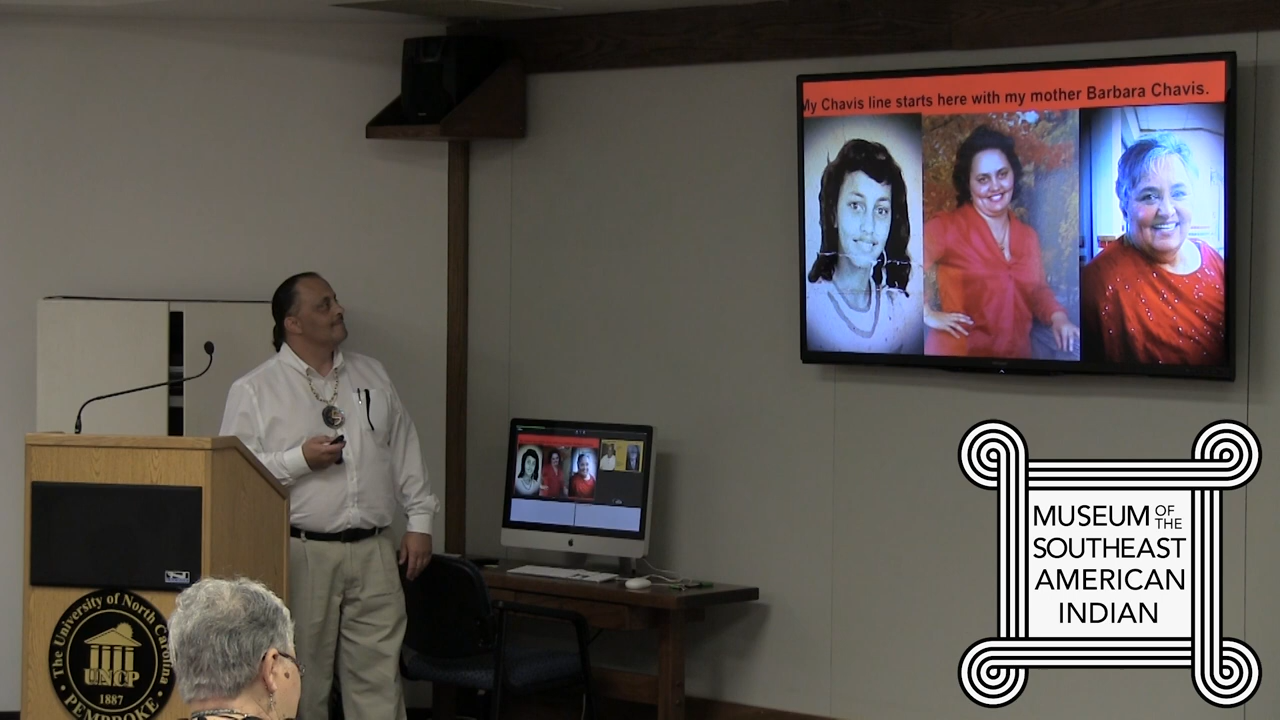 My Chavis line starts here with my mother Barbara Chavis.
MUSEUM OF THE
SOUTHEAST
AMERICAN
INDIAN
The University of North Carolina
UNCP
1887
PEMBROKE